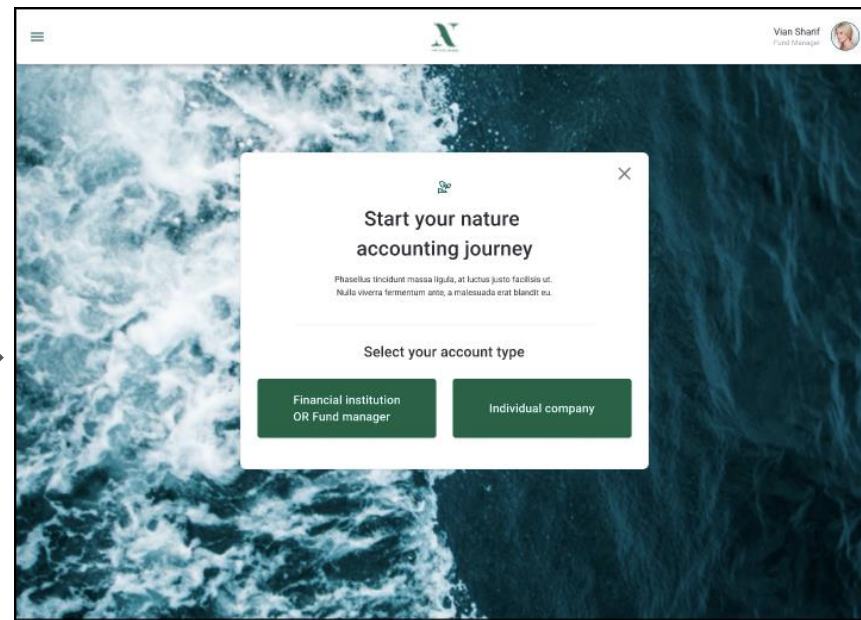 Vian Sharif
Fund Manager
Start your nature
accounting journey
Phasellus tincidunt massa ligula, at luctus justo facilisis ut.
Nulla viverra fermentum ante, a malesuada erat blandit eu.
Select your account type
Financial institution
OR Fund manager
Individual company